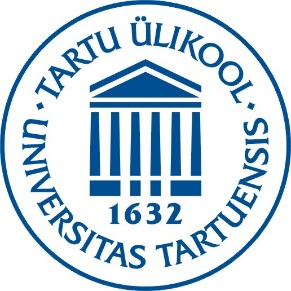 · TARTU ÜLIKOOL ·
UNIVERSITAS TARTUENSIS
1632